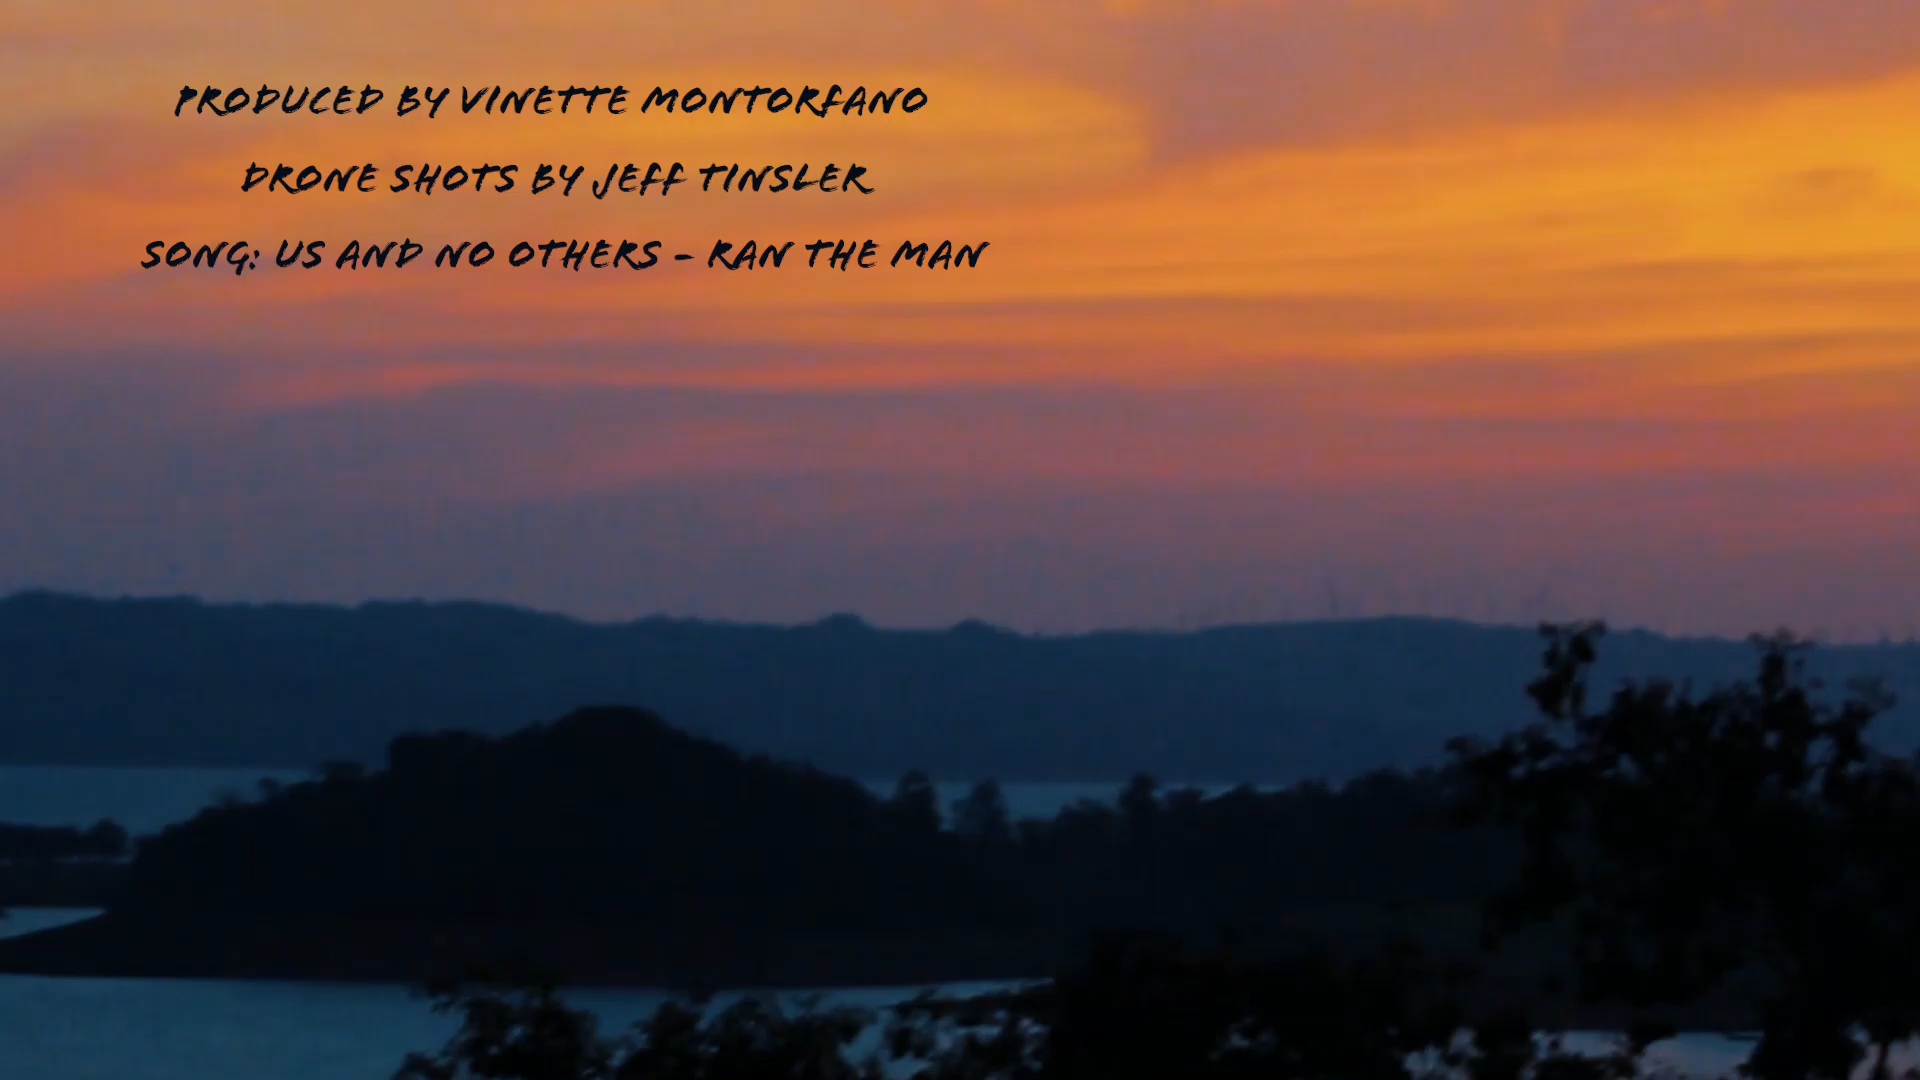 PRODUCED BY VINETTE MONTORFANO
DRONE SHOTS BY JEFF TINSLER
SONG: US AND NO OTHERS - RAN THE MAN